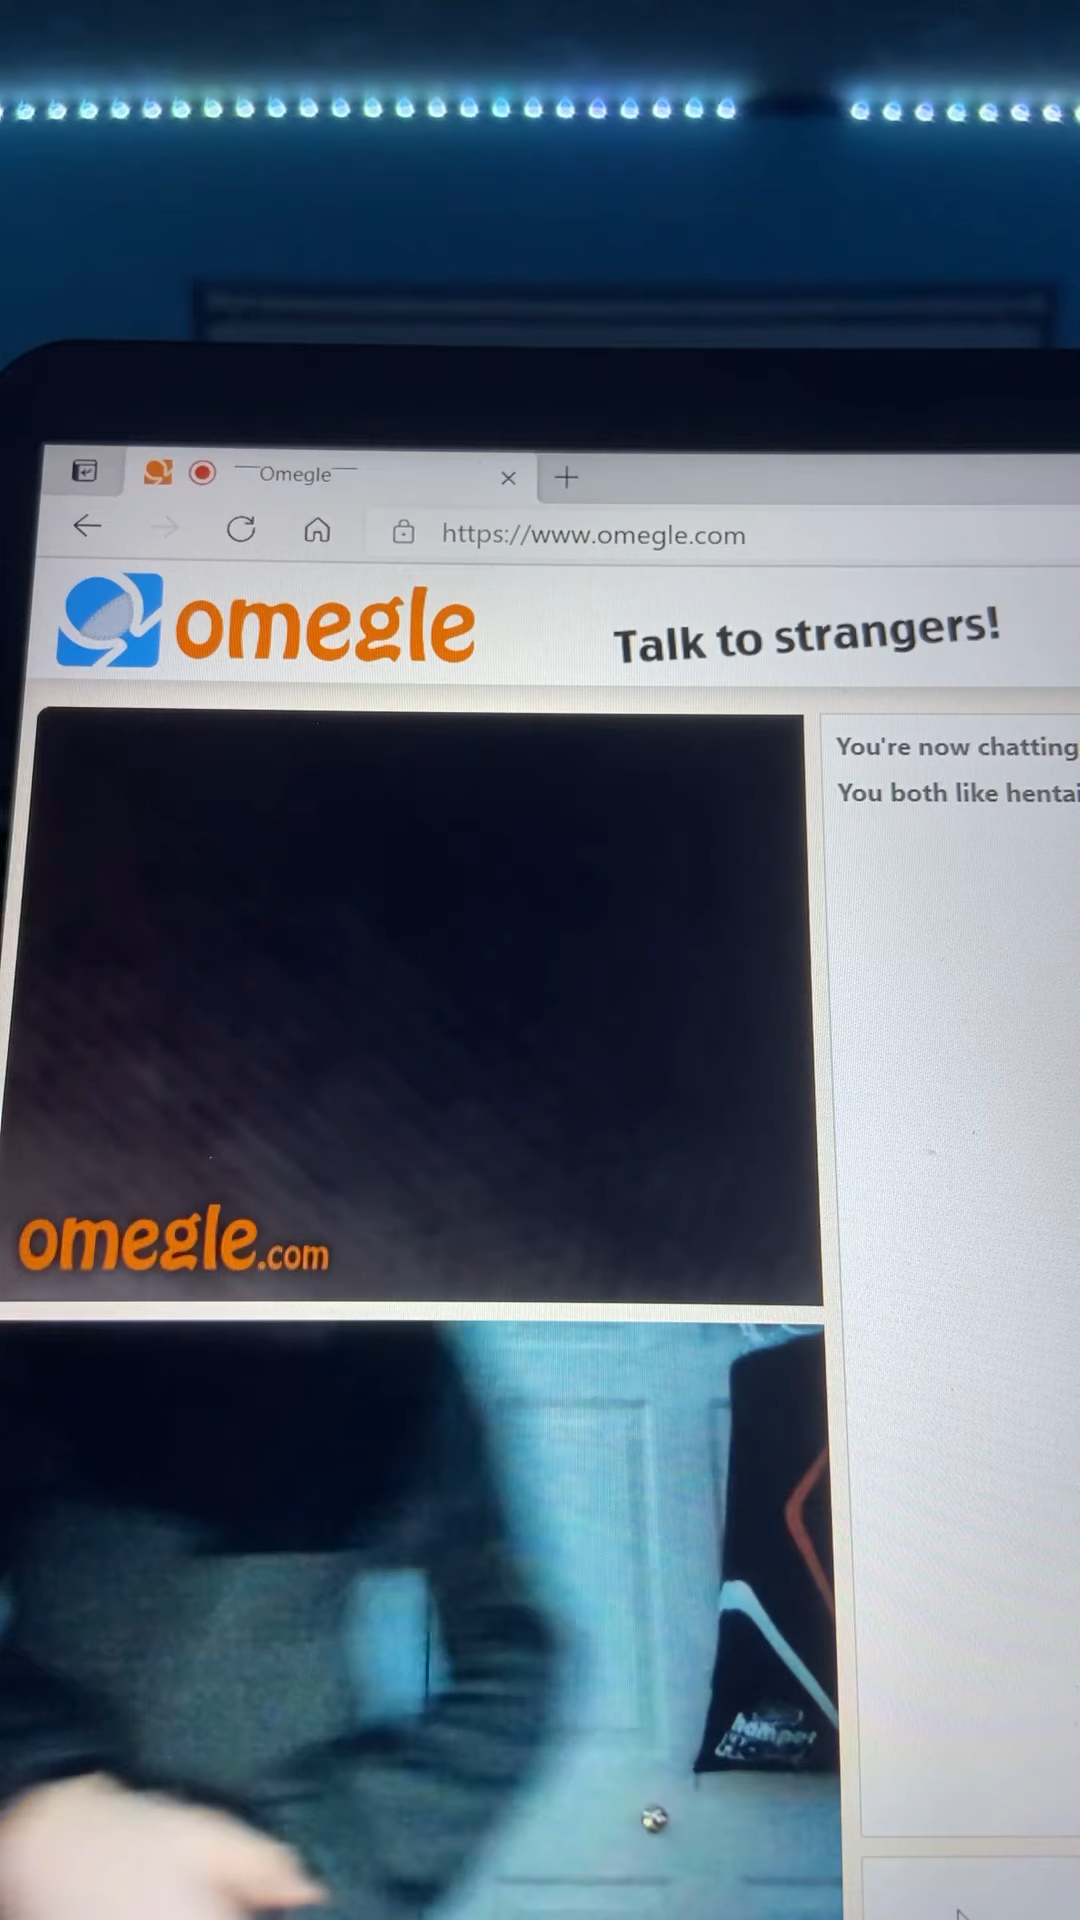 Omegle
https://www.omegle.com
omegle
Talk to strangers!
You're now chatting
You both like hentai
omegle.com